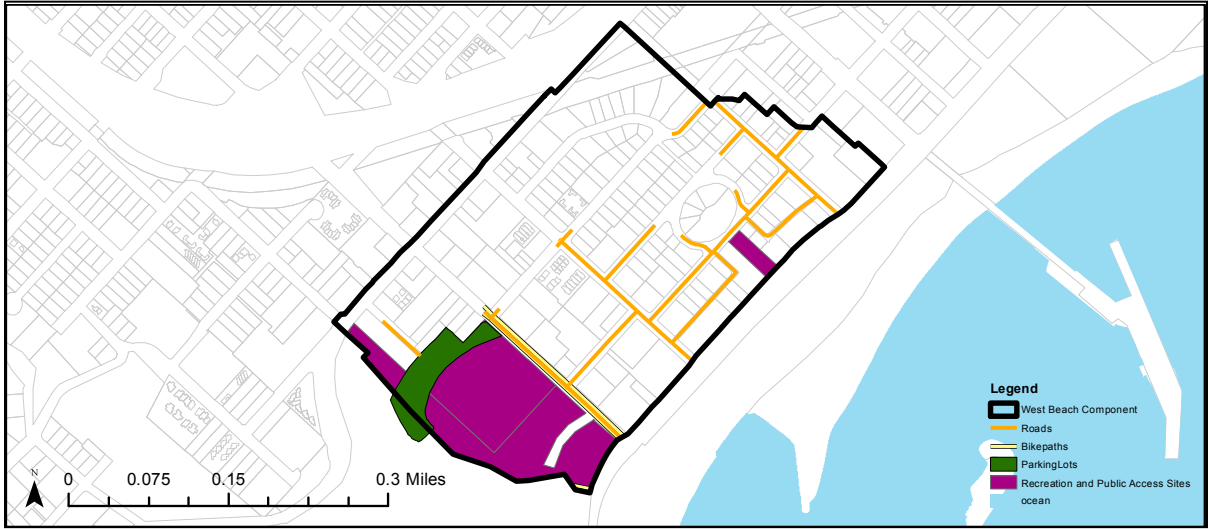 Legend
West Beach Component
Roads
Bikepaths
ParkingLots
Recreation and Public Access Sites
ocean
N
0 0.075 0.15 0.3 Miles